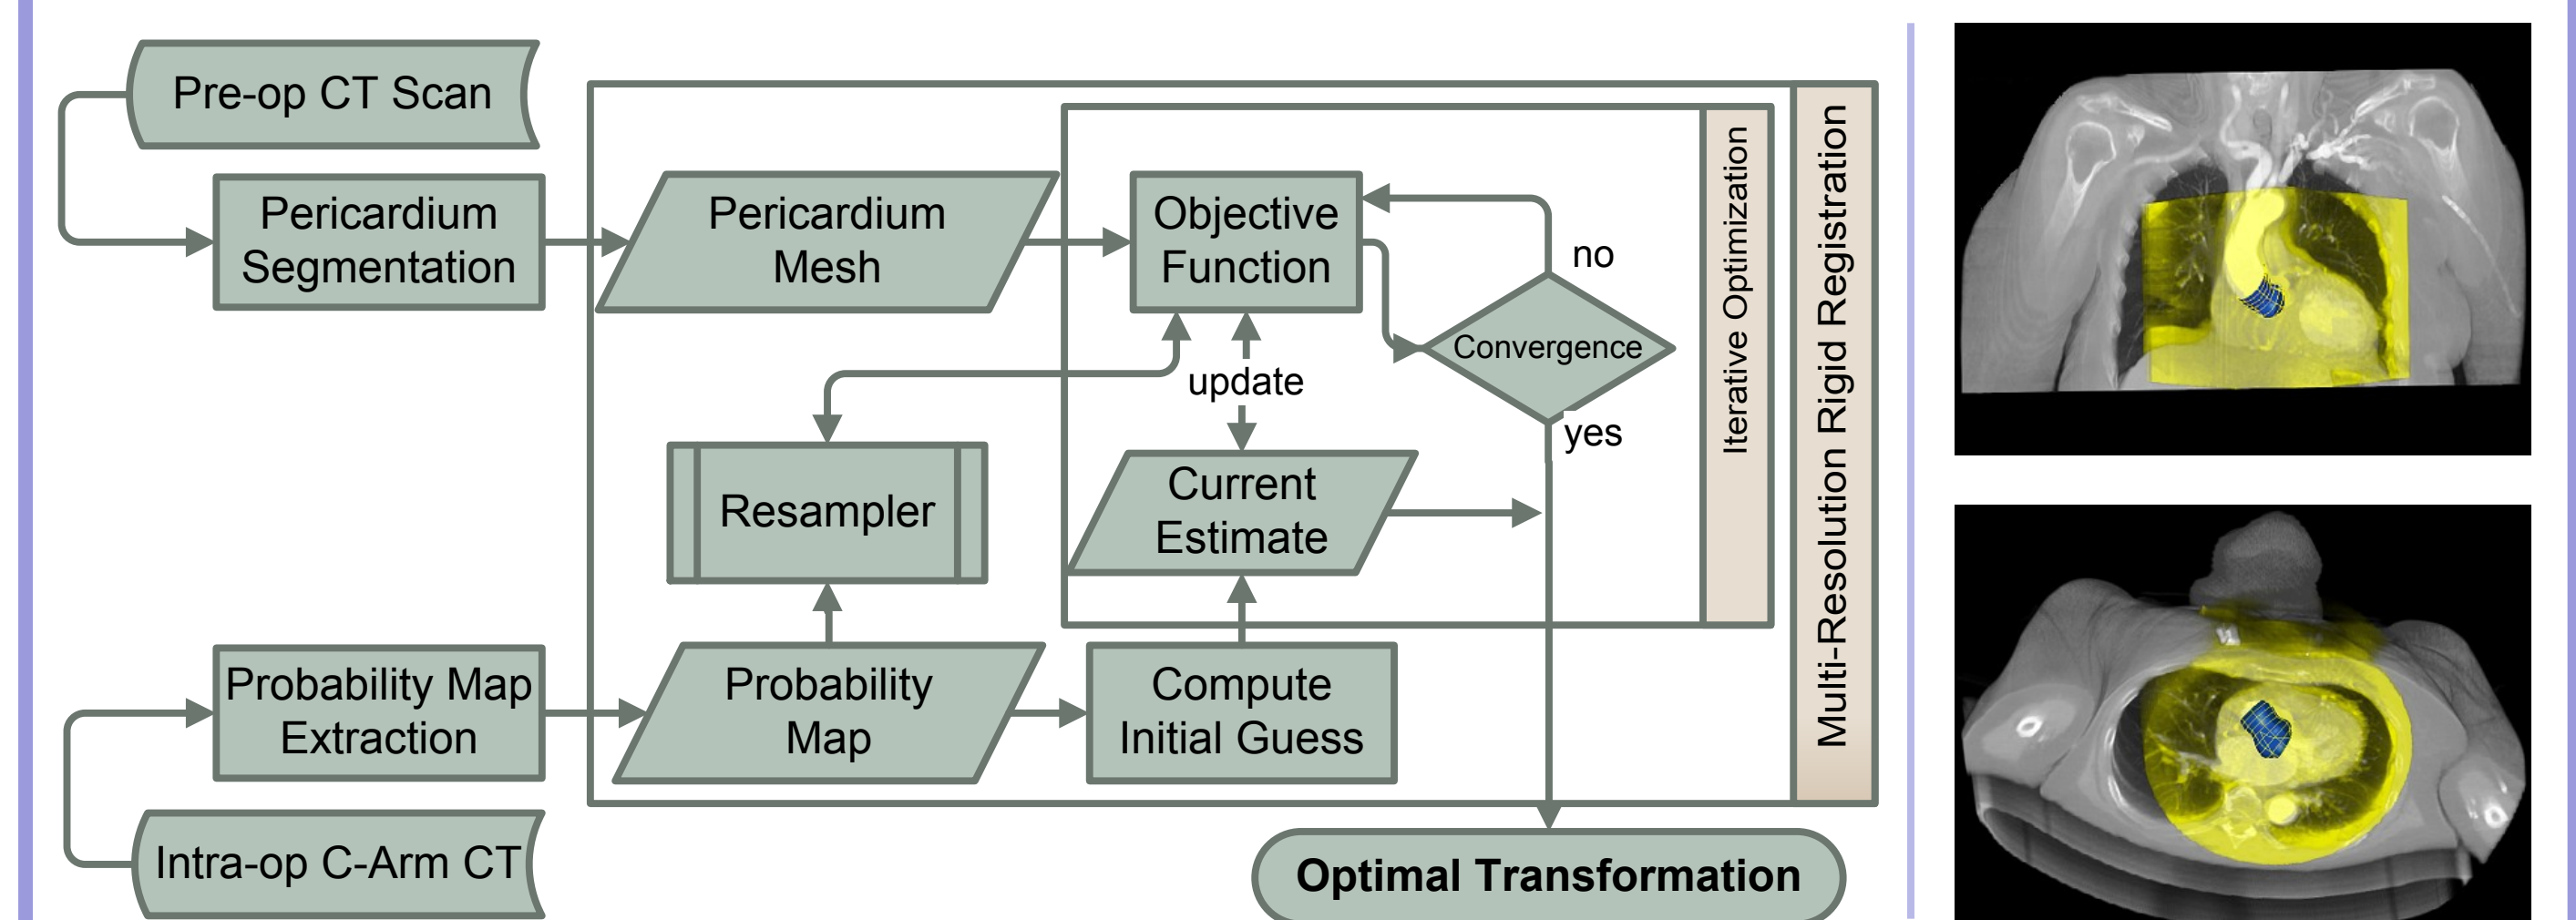 Pre-op CT Scan
Pericardium
Segmentation
Pericardium
Mesh
Objective
Function
no
Convergence
yes
update
Resampler
Current
Estimate
Iterative Optimization
Multi-Resolution Rigid Registration
Probability Map
Extraction
Probability
Map
Compute
Initial Guess
Intra-op C-Arm CT
Optimal Transformation